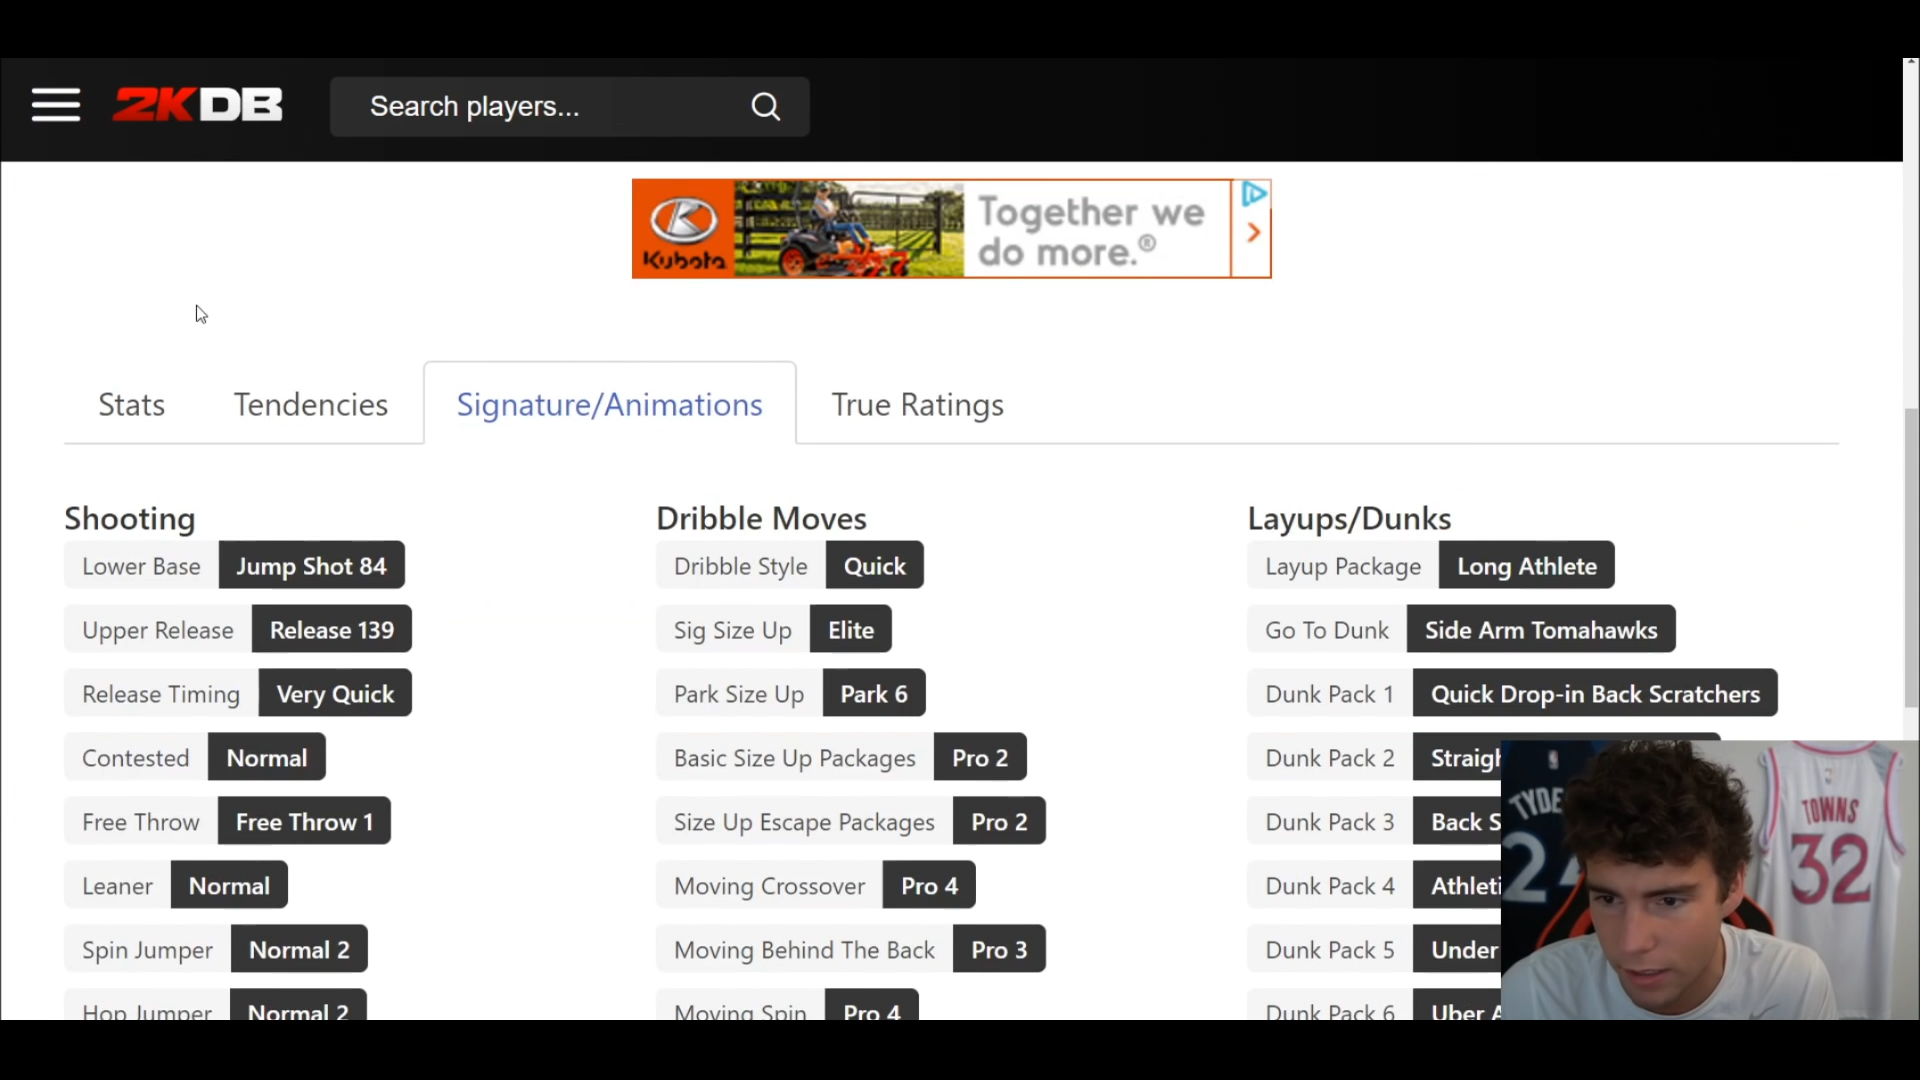 2KDB
Search players...
Kubota
Together we
do more.®
Stats
Tendencies
Signature/Animations
True Ratings
Shooting
Lower Base Jump Shot 84
Upper Release Release 139
Release Timing Very Quick
Contested Normal
Free Throw Free Throw 1
Leaner Normal
Spin Jumper Normal 2
Hop Jumper Normal 2
Dribble Moves
Dribble Style Quick
Sig Size Up Elite
Park Size Up Park 6
Basic Size Up Packages Pro 2
Size Up Escape Packages Pro 2
Moving Crossover Pro 4
Moving Behind The Back Pro 3
Moving Spin Pro 4
Layups/Dunks
Layup Package Long Athlete
Go To Dunk Side Arm Tomahawks
Dunk Pack 1 Quick Drop-in Back Scratchers
Dunk Pack 2
Dunk Pack 3 Back
Dunk Pack 4
Dunk Pack 5 Under
Dunk Pack 6 Uber
TOWNS
32